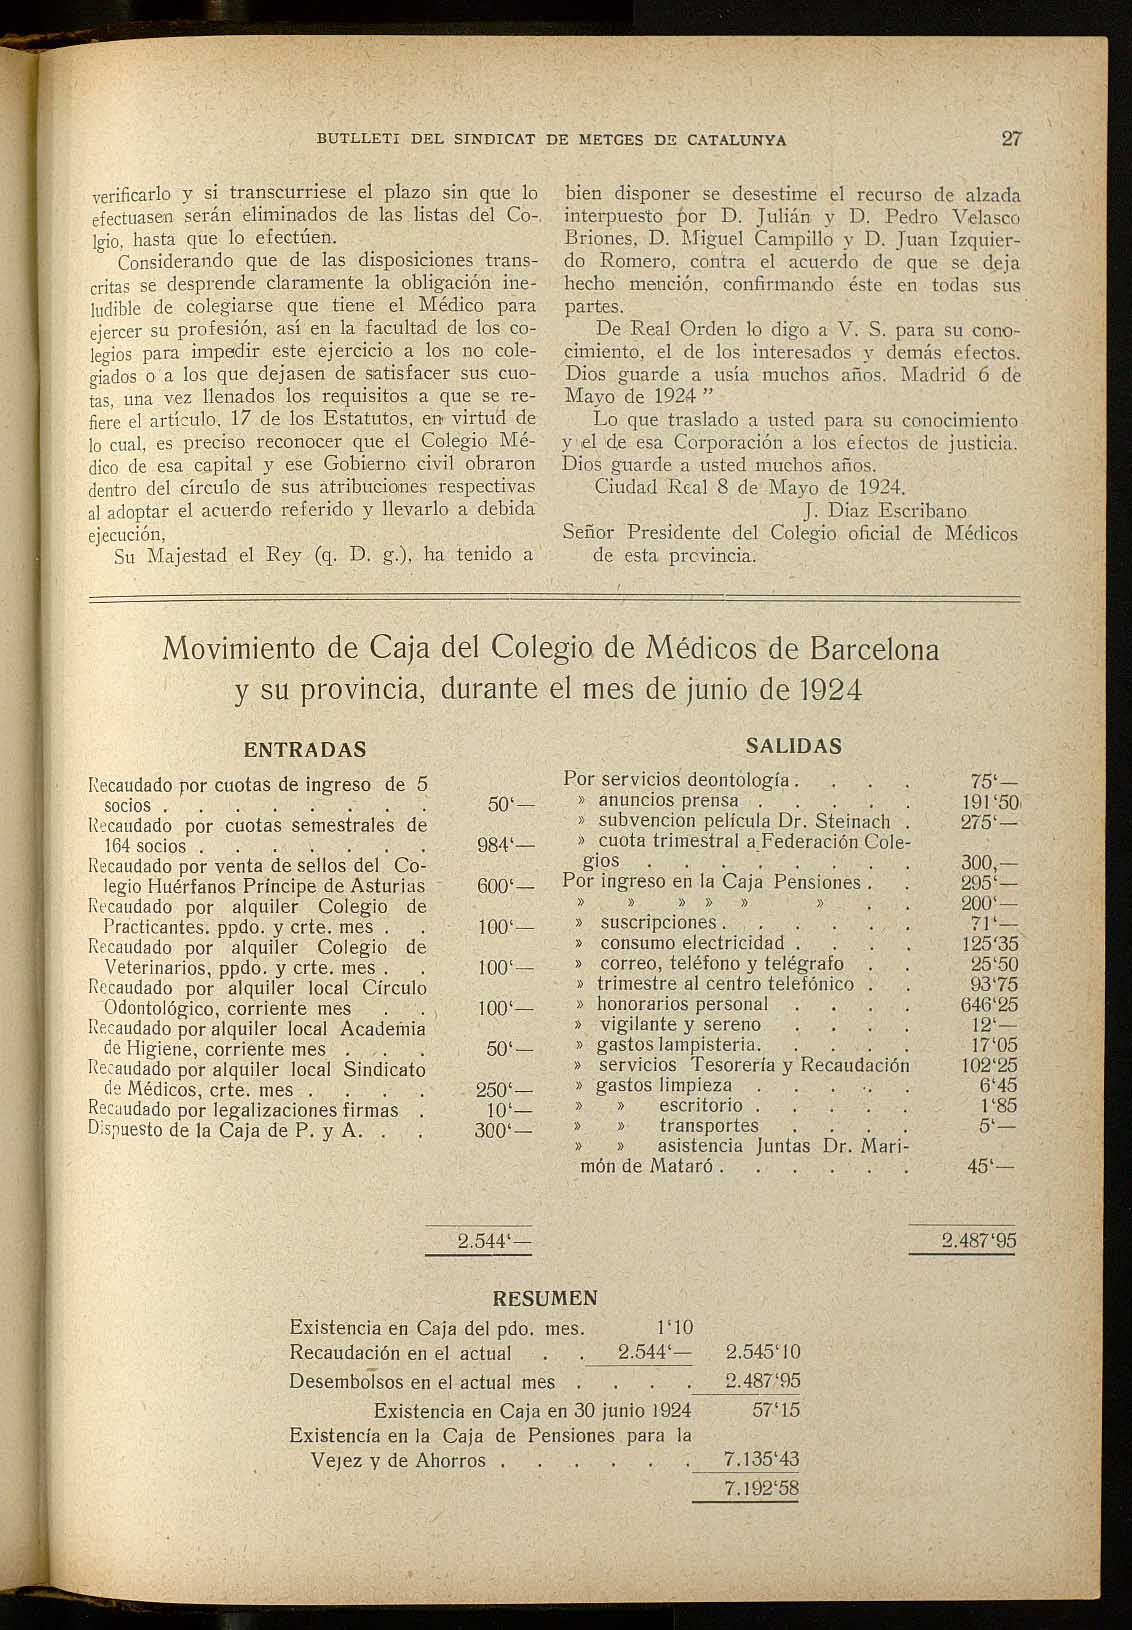 BUTLLETI DEL SINDICAT DE METGES DE CATALUNYA 27
verificarlo y si transcurriese el plazo sin que lo
efectuasen serán eliminados de las listas del Co-
lgio, hasta que lo efectúen.
Considerando que de las disposiciones trans-
critas se desprende claramente la obligación ine-
ludible de colegiarse que tiene el Médico para
ejercer su profesión, así en la facultad de los co-
legios para impedir este ejercicio a los no cole-
giados o a los que dejasen de satisfacer sus cuo-
tas, una vez llenados los requisitos a que se re-
fiere el artículo, 17 de los Estatutos, en virtud de
lo cual, es preciso reconocer que el Colegio Mé-
dico de esa capital y ese Gobierno civil obraron
dentro del círculo de sus atribuciones respectivas
al adoptar el acuerdo referido y llevarlo a debida
ejecución,
Su Majestad el Rey (q. D. g.), ha tenido a
bien disponer se desestime el recurso de alzada
interpuesto por D. Julián y D. Pedro Velasco
Briones, D. Miguel Campillo y D. Juan Izquier-
do Romero, contra el acuerdo de que se deja
hecho mención, confirmando éste en todas sus
partes.
De Real Orden lo digo a V. S. para su cono-
cimiento, el de los interesados y demás efectos.
Dios guarde a usía muchos años. Madrid 6 de
Mayo de 1924 ”
Lo que traslado a usted para su conocimiento
y el de esa Corporación a los efectos de justicia.
Dios guarde a usted muchos años.
Ciudad Real 8 de Mayo de 1924.
J. Diaz Escribano
Señor Presidente del Colegio oficial de Médicos
de esta provincia.
Movimiento de Caja del Colegio de Médicos de Barcelona
y su provincia, durante el mes de junio de 1924
ENTRADAS
Recaudado por cuotas de ingreso de 5
socios . . . . . . . . 50‘—
Recaudado por cuotas semestrales de
164 socios . . . . . . . 984‘—
Recaudado por venta de sellos del Co-
legio Huérfanos Príncipe de Asturias 600‘—
Recaudado por alquiler Colegio de
Practicantes. ppdo. y crte. mes . . 100‘—
Recaudado por alquiler Colegio de
Veterinarios, ppdo. y crte. mes . . 100‘—
Recaudado por alquiler local Círculo
Odontológico, corriente mes . . 100‘—
Recaudado por alquiler local Academia
de Higiene, corriente mes . . . 50‘—
Recaudado por alquiler local Sindicato
de Médicos, crte. mes . . . . 250‘—
Recaudado por legalizaciones firmas . 10‘—
Dispuesto de la Caja de P. y A. . . 300‘—
2.544‘—
SALIDAS
Por servicios deontología . . . . 75‘—
» anuncios prensa . . . . . 191‘50
» subvencion película Dr. Steinach . 275‘—
» cuota trimestral a Federación Cole-
gios . . . . . . . . 300,—
Por ingreso en la Caja Pensiones . . 295‘—
» » » » » » . . 200‘—
» suscripciones . . . . . . 71‘—
» consumo electricidad . . . . 125‘35
» correo, teléfono y telégrafo . . 25‘50
» trimestre al centro telefónico . . 93‘75
» honorarios personal . . . . 646‘25
» vigilante y sereno . . . . 12‘—
» gastos lampisteria. . . . . 17‘05
» servicios Tesorería y Recaudación 102‘25
» gastos limpieza . . . . . 6‘45
» » escritorio . . . . . 1‘85
» » transportes . . . . 5‘—
» » asistencia Juntas Dr. Mari-
món de Mataró . . . . . . 45‘—
2.487‘95
RESUMEN
Existencia en Caja del pdo. mes. 1‘10
Recaudación en el actual . . 2.544‘— 2.545‘10
Desembolsos en el actual mes . . . . 2.487‘95
Existencia en Caja en 30 junio 1924 57‘15
Existencia en la Caja de Pensiones para la
Vejez y de Ahorros . . . . . . 7.135‘43
7.192‘58